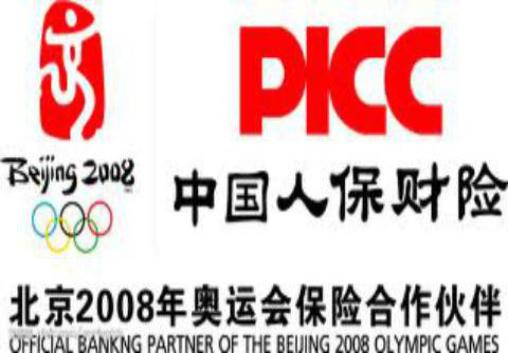 PICC
Beijing 2008
中国人保财险
北京2008年奥运会保险合作伙伴
OFFICIAL BANKNG PARTNER OF THE BEIJING 2008 OLYMPIC GAMES